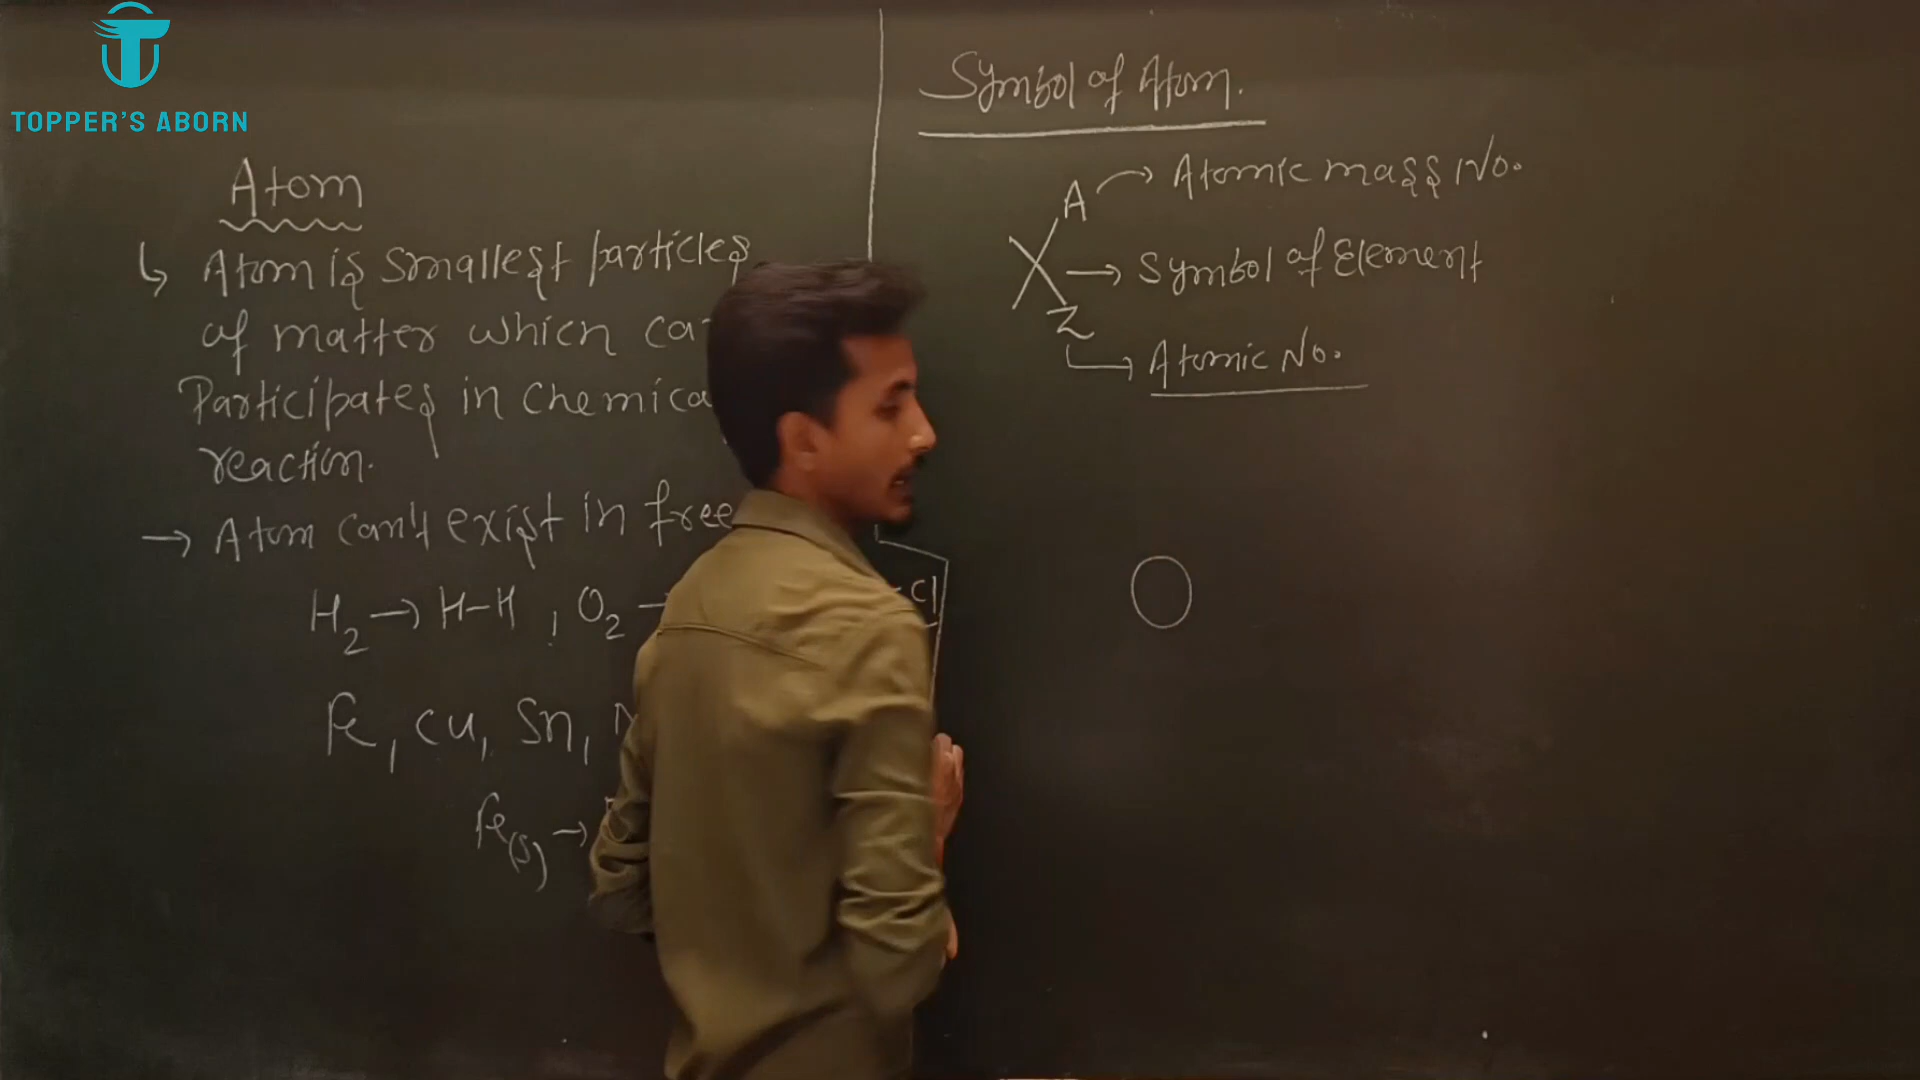 TOPPER'S ABORN
Atom
Atom is smallest particles
of matter which
Participates in chemica
reaction.
→ Atom can't exist in free
H₂ → H-H , O₂ →
Cl
Fe, Cu, Sn,
Fe(s) →
Symbol of Atom.
A → Atomic mass No.
X → Symbol of Element
Z → Atomic No.